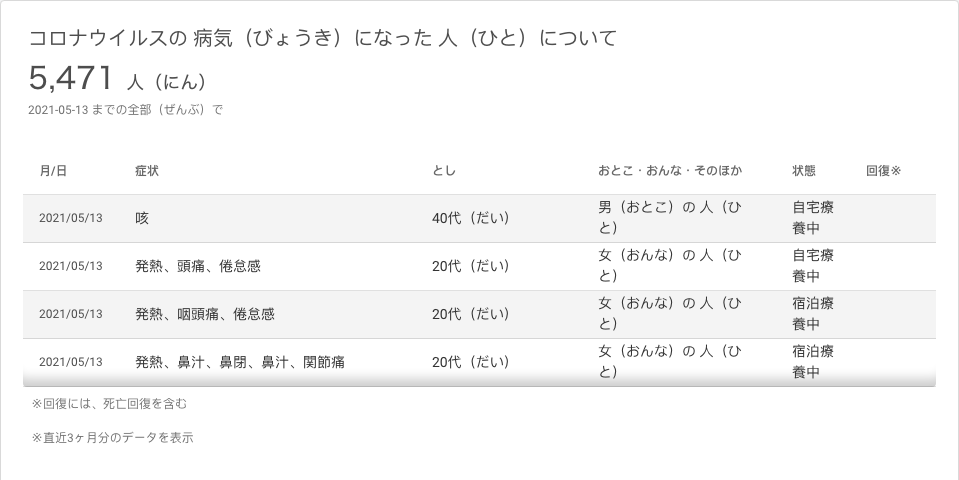 コロナウイルスの 病気（びょうき）になった 人（ひと）について
5,471 人（にん）
2021-05-13 までの全部（ぜんぶ）で
月/日 症状 とし おとこ・おんな・そのほか 状態 回復※
2021/05/13 咳 40代（だい） 男（おとこ）の 人（ひ 自宅療
と） 養中
2021/05/13 発熱、頭痛、倦怠感 20代（だい） 女（おんな）の 人（ひ 自宅療
と） 養中
2021/05/13 発熱、咽頭痛、倦怠感 20代（だい） 女（おんな）の 人（ひ 宿泊療
と） 養中
2021/05/13 発熱、鼻汁、鼻閉、鼻汁、関節痛 20代（だい） 女（おんな）の 人（ひ 宿泊療
と） 養中
※回復には、死亡回復を含む
※直近3ヶ月分のデータを表示